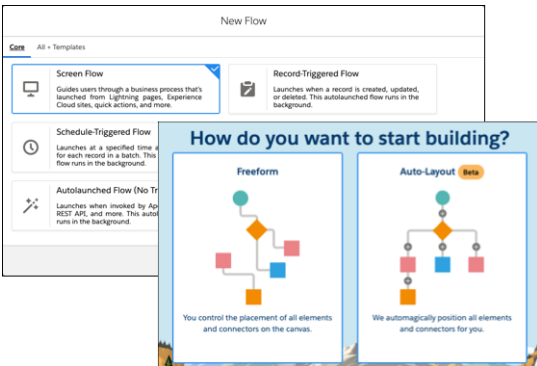 New Flow
Core All + Templates
Screen Flow
Guides users through a business process that's
launched from Lightning pages, Experience
Cloud sites, quick actions, and more.
Record-Triggered Flow
Launches when a record is created, updated,
or deleted. This autolaunched flow runs in the
background.
Schedule-Triggered Flow
Launches at a specified time a
for each record in a batch. This
flow runs in the background.
Autolaunched Flow (No Tr
Launches when invoked by Ape
REST API, and more. This autol
runs in the background.
How do you want to start building?
Freeform
You control the placement of all elements
and connectors on the canvas.
Auto-Layout Beta
We automagically position all elements
and connectors for you.